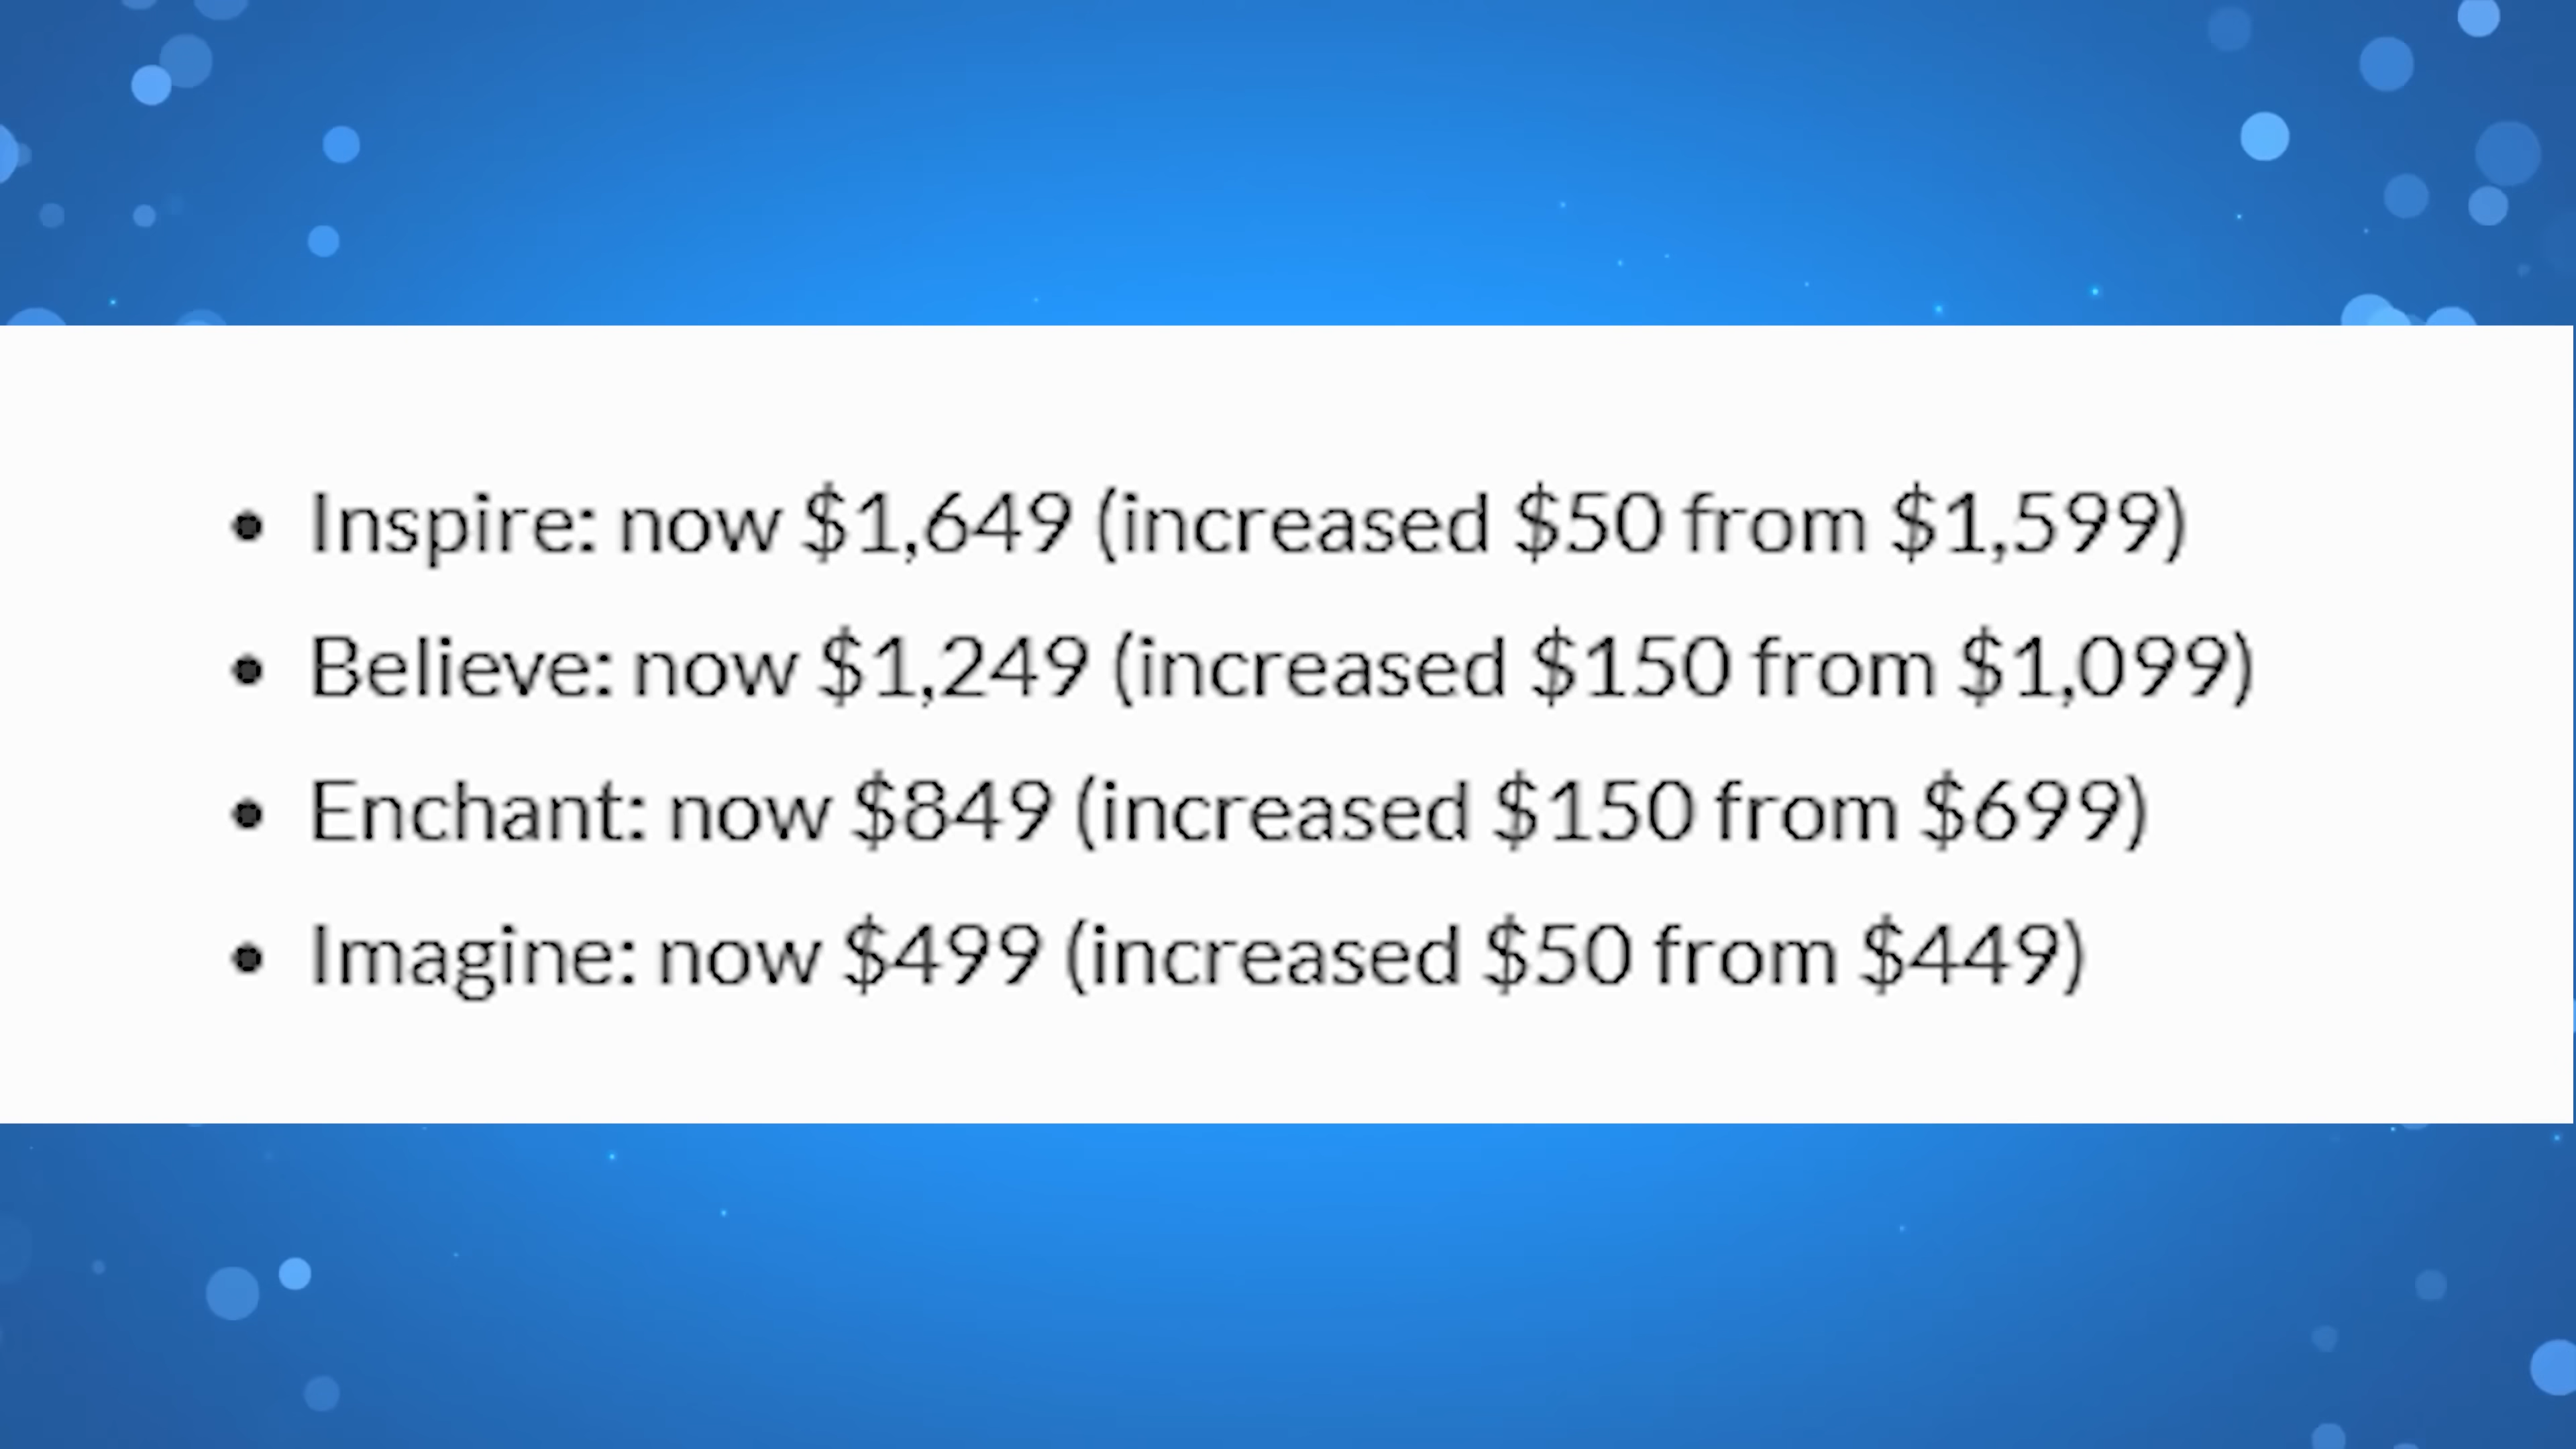 • Inspire: now $1,649 (increased $50 from $1,599)
• Believe: now $1,249 (increased $150 from $1,099)
• Enchant: now $849 (increased $150 from $699)
• Imagine: now $499 (increased $50 from $449)